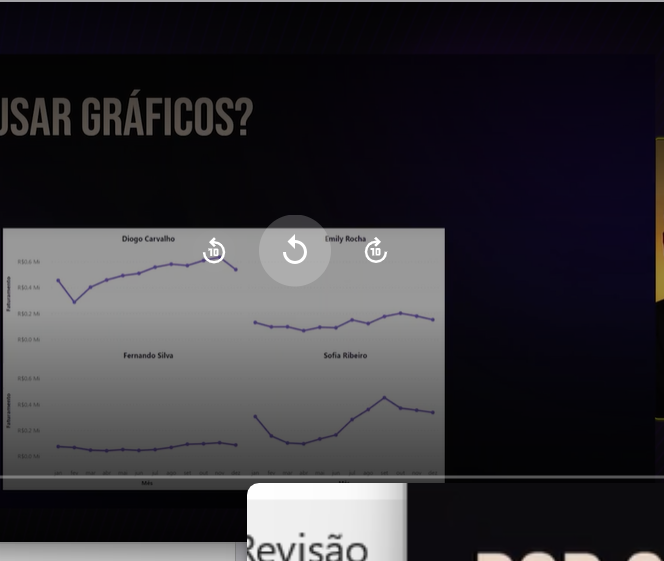 USAR GRÁFICOS?
Diogo Carvalho
Emily Rocha
10
10
Faturamento
R$0,6 Mi
R$0,4 Mi
R$0,2 Mi
R$0,0 Mi
Fernando Silva
Sofia Ribeiro
Faturamento
R$0,6 Mi
R$0,4 Mi
R$0,2 Mi
R$0,0 Mi
Mês
Revisão